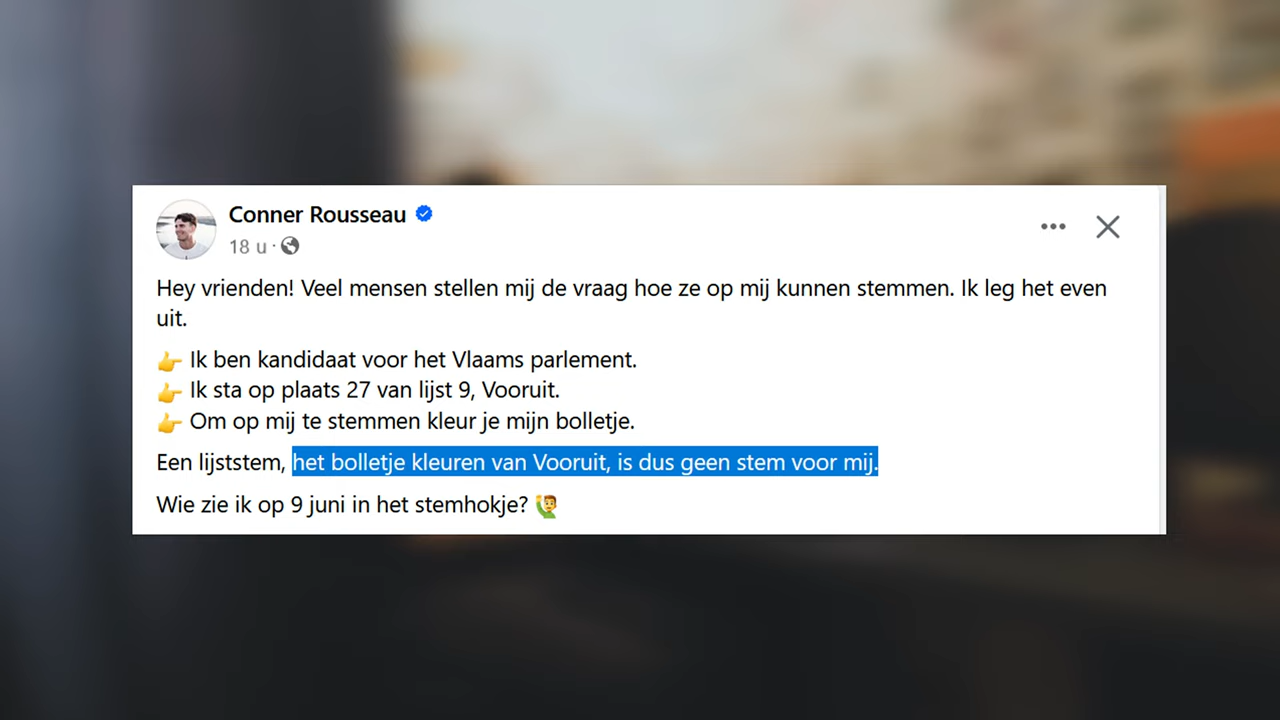 Conner Rousseau
18 u ·
Hey vrienden! Veel mensen stellen mij de vraag hoe ze op mij kunnen stemmen. Ik leg het even
uit.
👉 Ik ben kandidaat voor het Vlaams parlement.
👉 Ik sta op plaats 27 van lijst 9, Vooruit.
👉 Om op mij te stemmen kleur je mijn bolletje.
Een lijststem, het bolletje kleuren van Vooruit, is dus geen stem voor mij.
Wie zie ik op 9 juni in het stemhokje? 🙋‍♂️